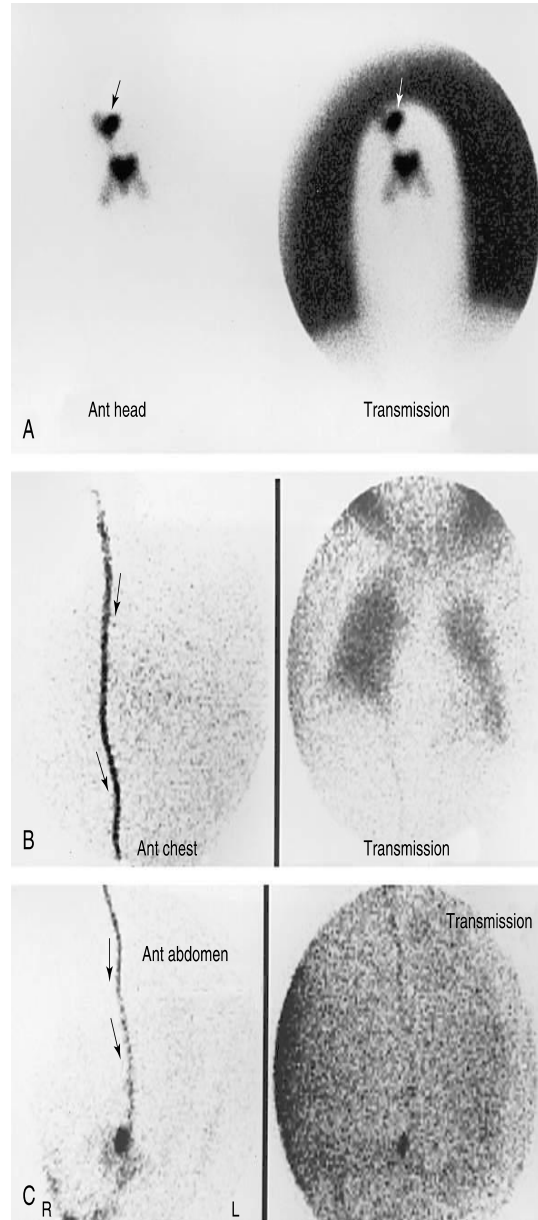 Ant head
Transmission
A
Ant chest
Transmission
B
Ant abdomen
Transmission
C
R
L